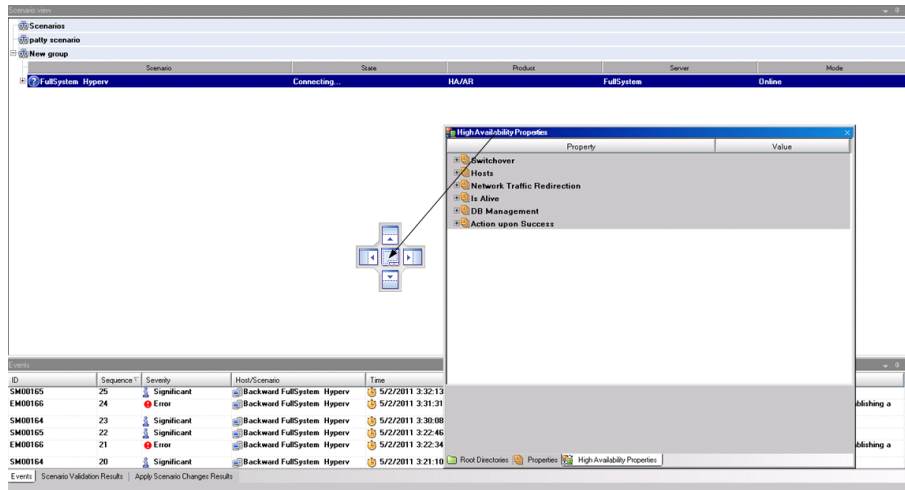 Scenario view
Scenarios
patty scenario
New group
Scenario State Product Server Mode
FullSystem Hyperv Connecting... HA/AR FullSystem Online
High Availability Properties
Property Value
Switchover
Hosts
Network Traffic Redirection
Is Alive
DB Management
Action upon Success
Events
ID Sequence Severity Host/Scenario Time
SM00165 25 Significant Backward FullSystem Hyperv 5/2/2011 3:32:13
EM00166 24 Error Backward FullSystem Hyperv 5/2/2011 3:31:31 blishing a
SM00164 23 Significant Backward FullSystem Hyperv 5/2/2011 3:30:08
SM00165 22 Significant Backward FullSystem Hyperv 5/2/2011 3:22:46
EM00166 21 Error Backward FullSystem Hyperv 5/2/2011 3:22:34 blishing a
SM00164 20 Significant Backward FullSystem Hyperv 5/2/2011 3:21:10
Root Directories Properties High Availability Properties
Events Scenario Validation Results Apply Scenario Changes Results